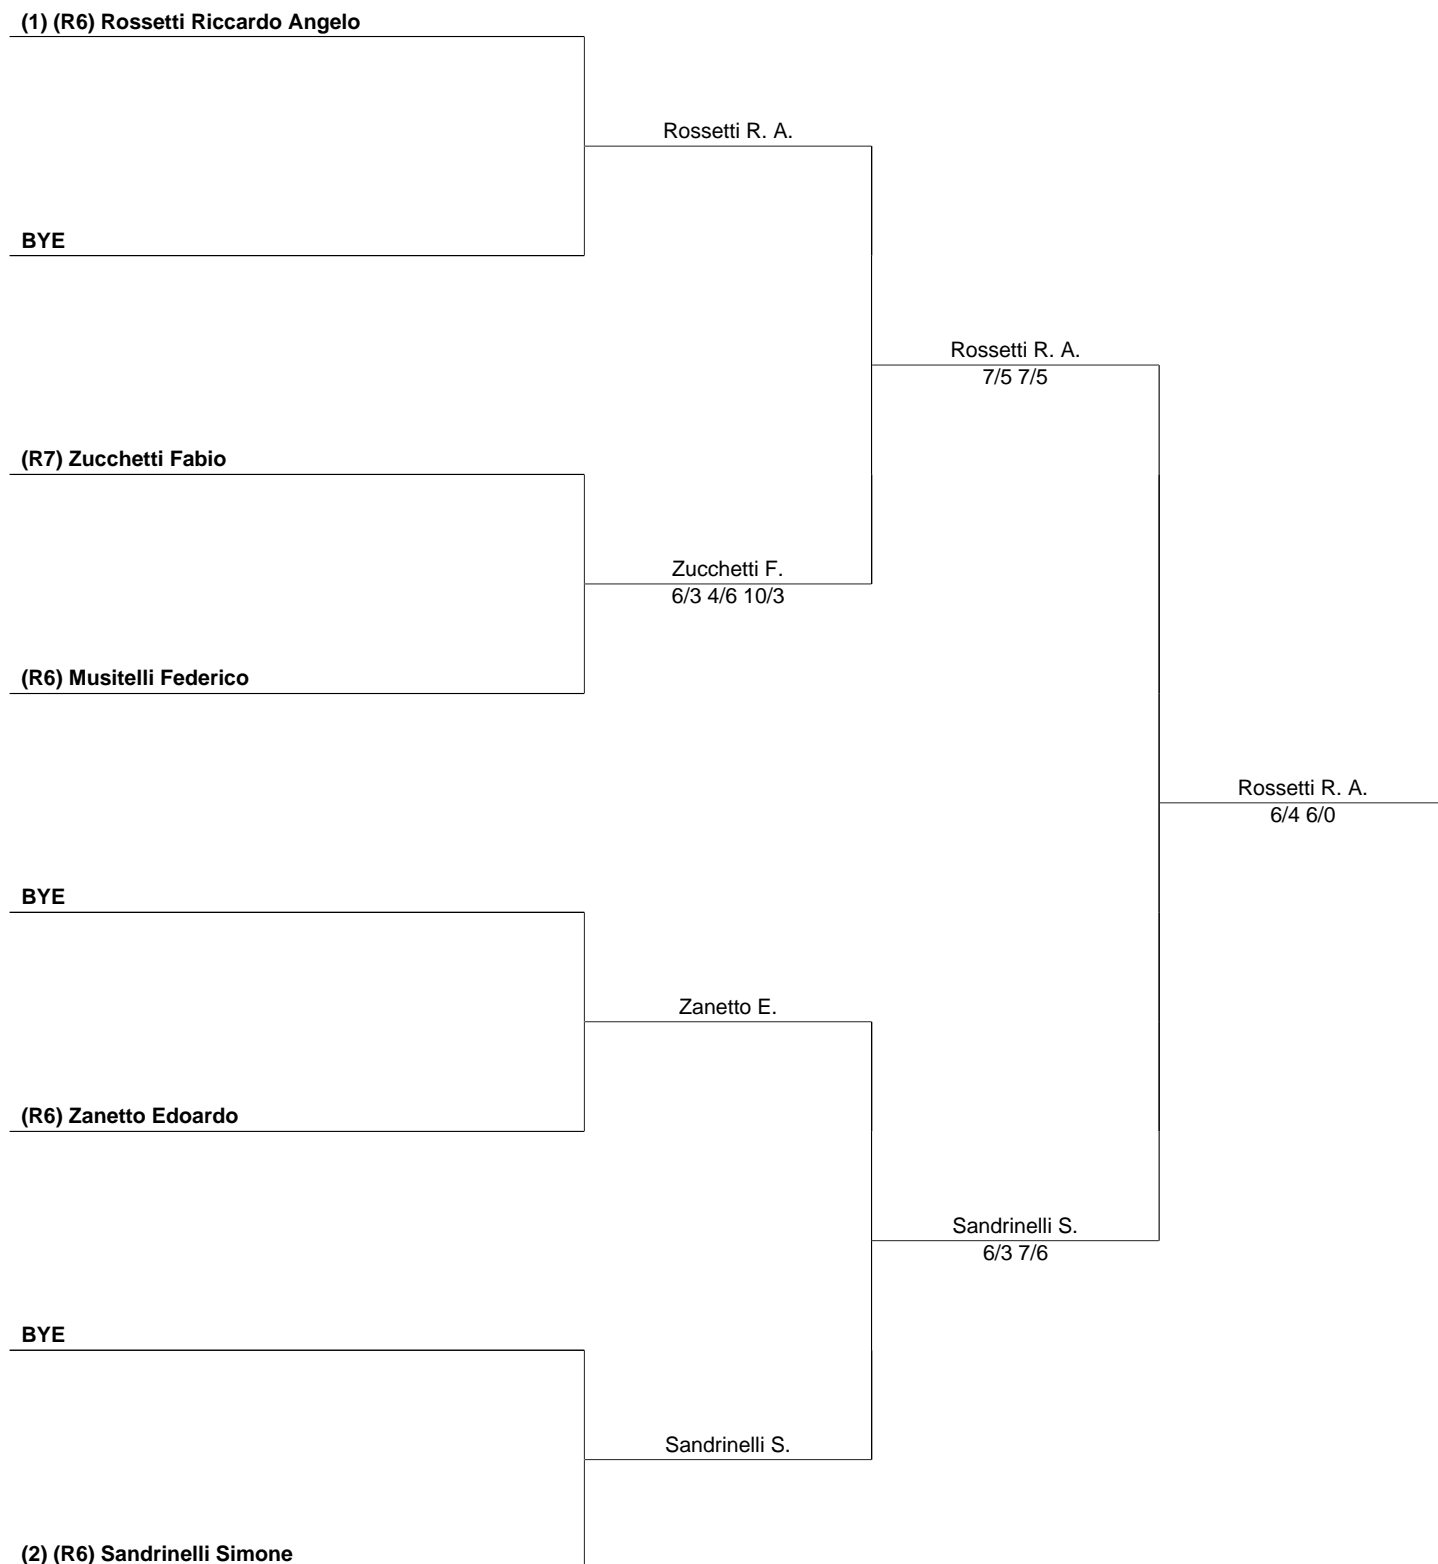 (1) (R6) Rossetti Riccardo Angelo
Rossetti R. A.
BYE
Rossetti R. A.
7/5 7/5
(R7) Zucchetti Fabio
Zucchetti F.
6/3 4/6 10/3
(R6) Musitelli Federico
Rossetti R. A.
6/4 6/0
BYE
Zanetto E.
(R6) Zanetto Edoardo
Sandrinelli S.
6/3 7/6
BYE
Sandrinelli S.
(2) (R6) Sandrinelli Simone